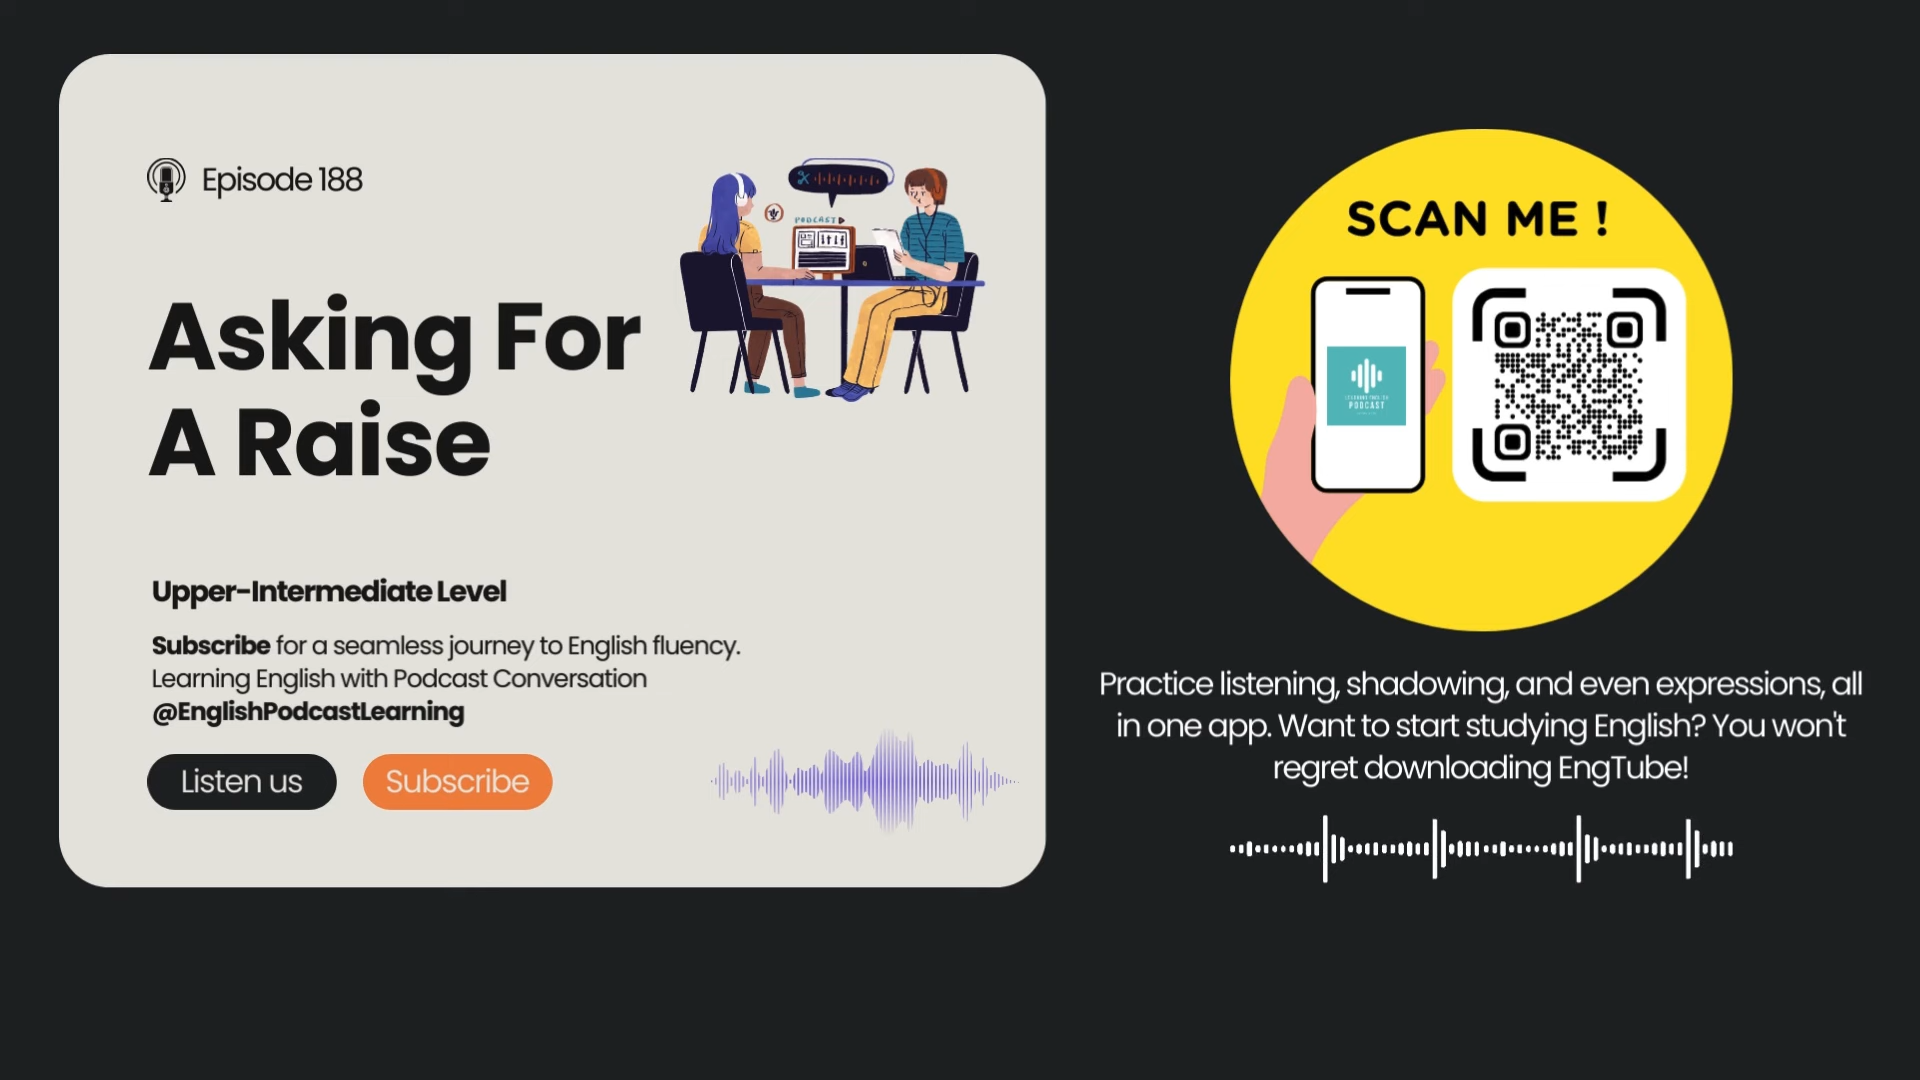 Episode 188
Asking For
A Raise
Upper-Intermediate Level
Subscribe for a seamless journey to English fluency.
Learning English with Podcast Conversation
@EnglishPodcastLearning
Listen us
Subscribe
PODCAST
SCAN ME !
PODCAST
Practice listening, shadowing, and even expressions, all
in one app. Want to start studying English? You won't
regret downloading EngTube!